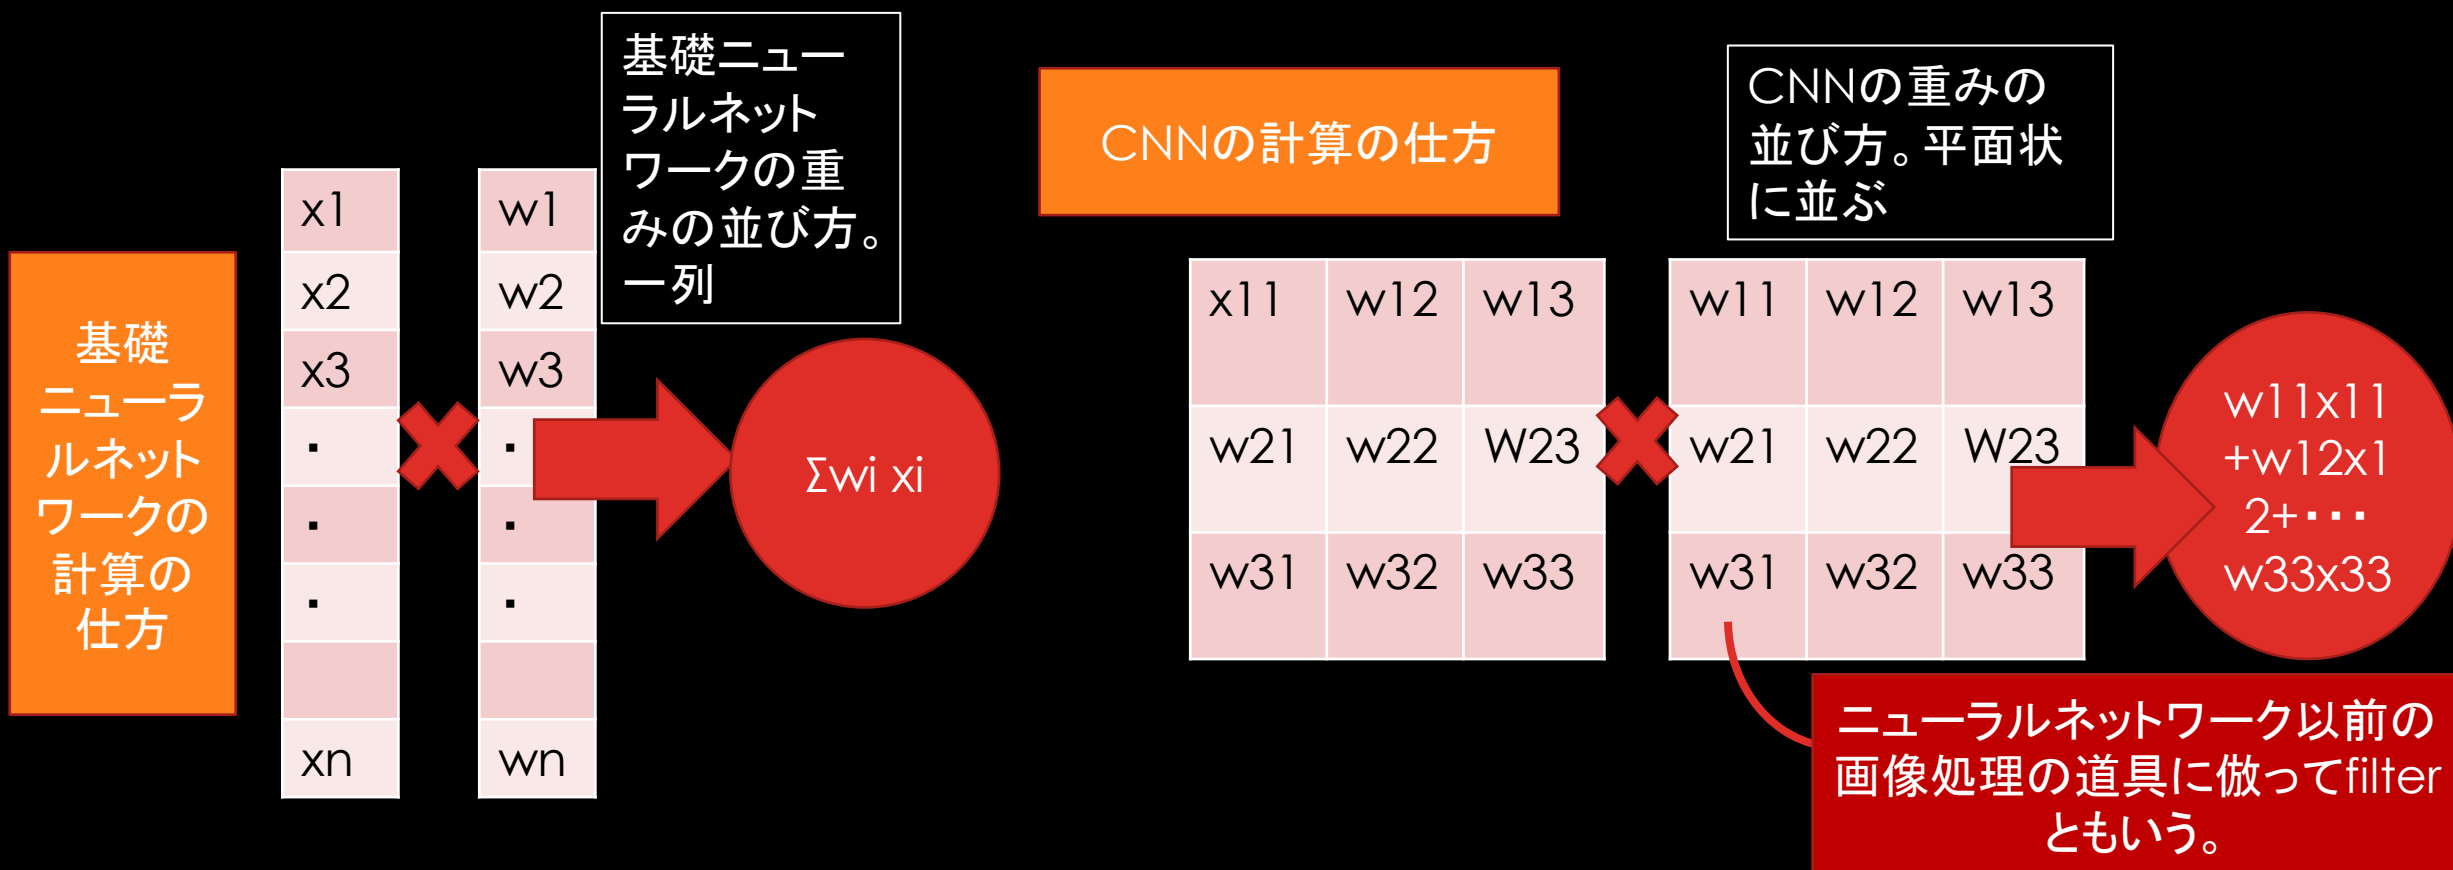 基礎
ニューラ
ルネット
ワークの
計算の
仕方
x1
x2
x3
・
・
・
xn
w1
w2
w3
・
・
・
wn
基礎ニュー
ラルネット
ワークの重
みの並び方。
一列
Σwi xi
CNNの計算の仕方
CNNの重みの
並び方。平面状
に並ぶ
x11 w12 w13
w21 w22 W23
w31 w32 w33
w11 w12 w13
w21 w22 W23
w31 w32 w33
w11x11
+w12x1
2+・・・
w33x33
ニューラルネットワーク以前の
画像処理の道具に倣ってfilter
ともいう。